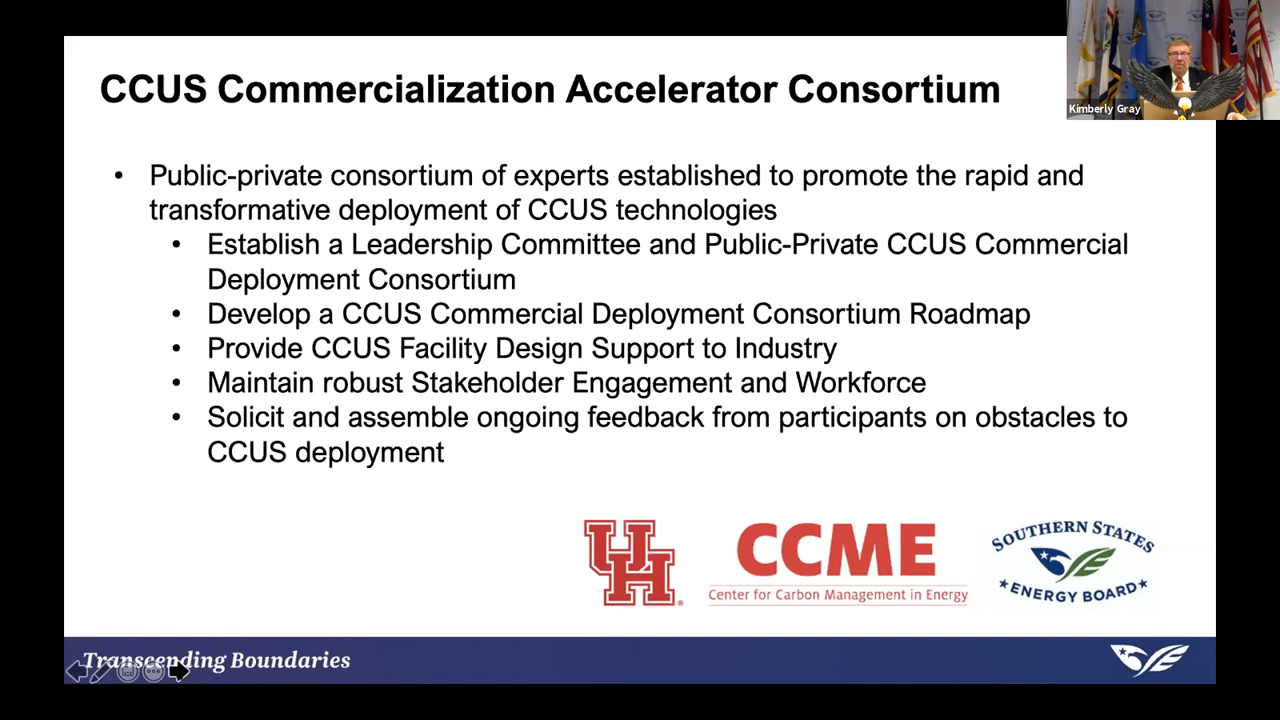 CCUS Commercialization Accelerator Consortium
Kimberly Gray
• Public-private consortium of experts established to promote the rapid and
transformative deployment of CCUS technologies
• Establish a Leadership Committee and Public-Private CCUS Commercial
Deployment Consortium
• Develop a CCUS Commercial Deployment Consortium Roadmap
• Provide CCUS Facility Design Support to Industry
• Maintain robust Stakeholder Engagement and Workforce
• Solicit and assemble ongoing feedback from participants on obstacles to
CCUS deployment
UH®
CCME
Center for Carbon Management in Energy
SOUTHERN STATES
ENERGY BOARD
Transcending Boundaries